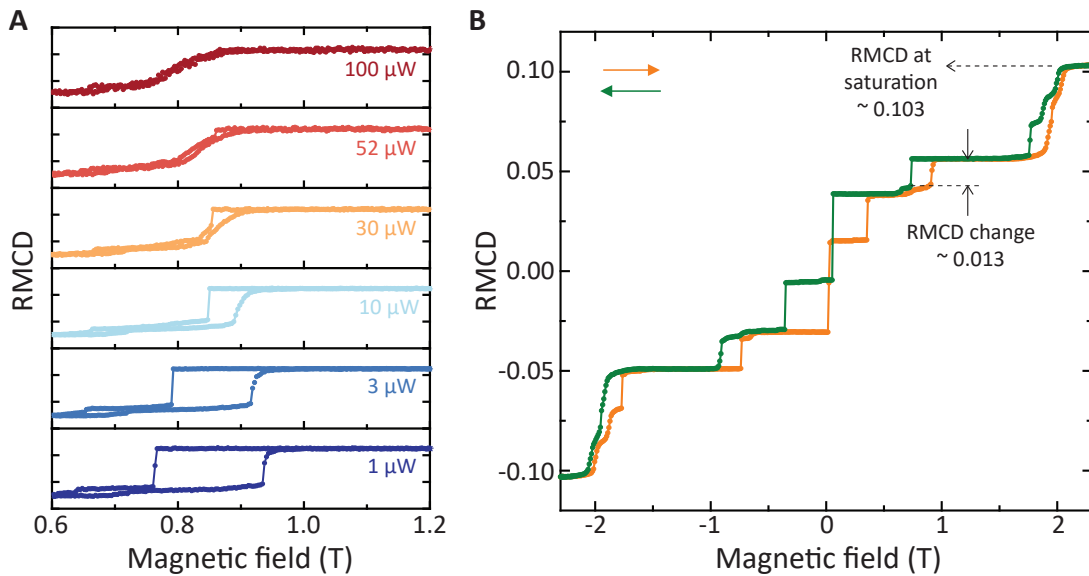 A
RMCD
100 µW
52 µW
30 µW
10 µW
3 µW
1 µW
0.6
0.8
1.0
1.2
Magnetic field (T)
B
RMCD
0.10
0.05
0.00
-0.05
-0.10
RMCD at
saturation
~ 0.103
RMCD change
~ 0.013
-2
-1
0
1
2
Magnetic field (T)